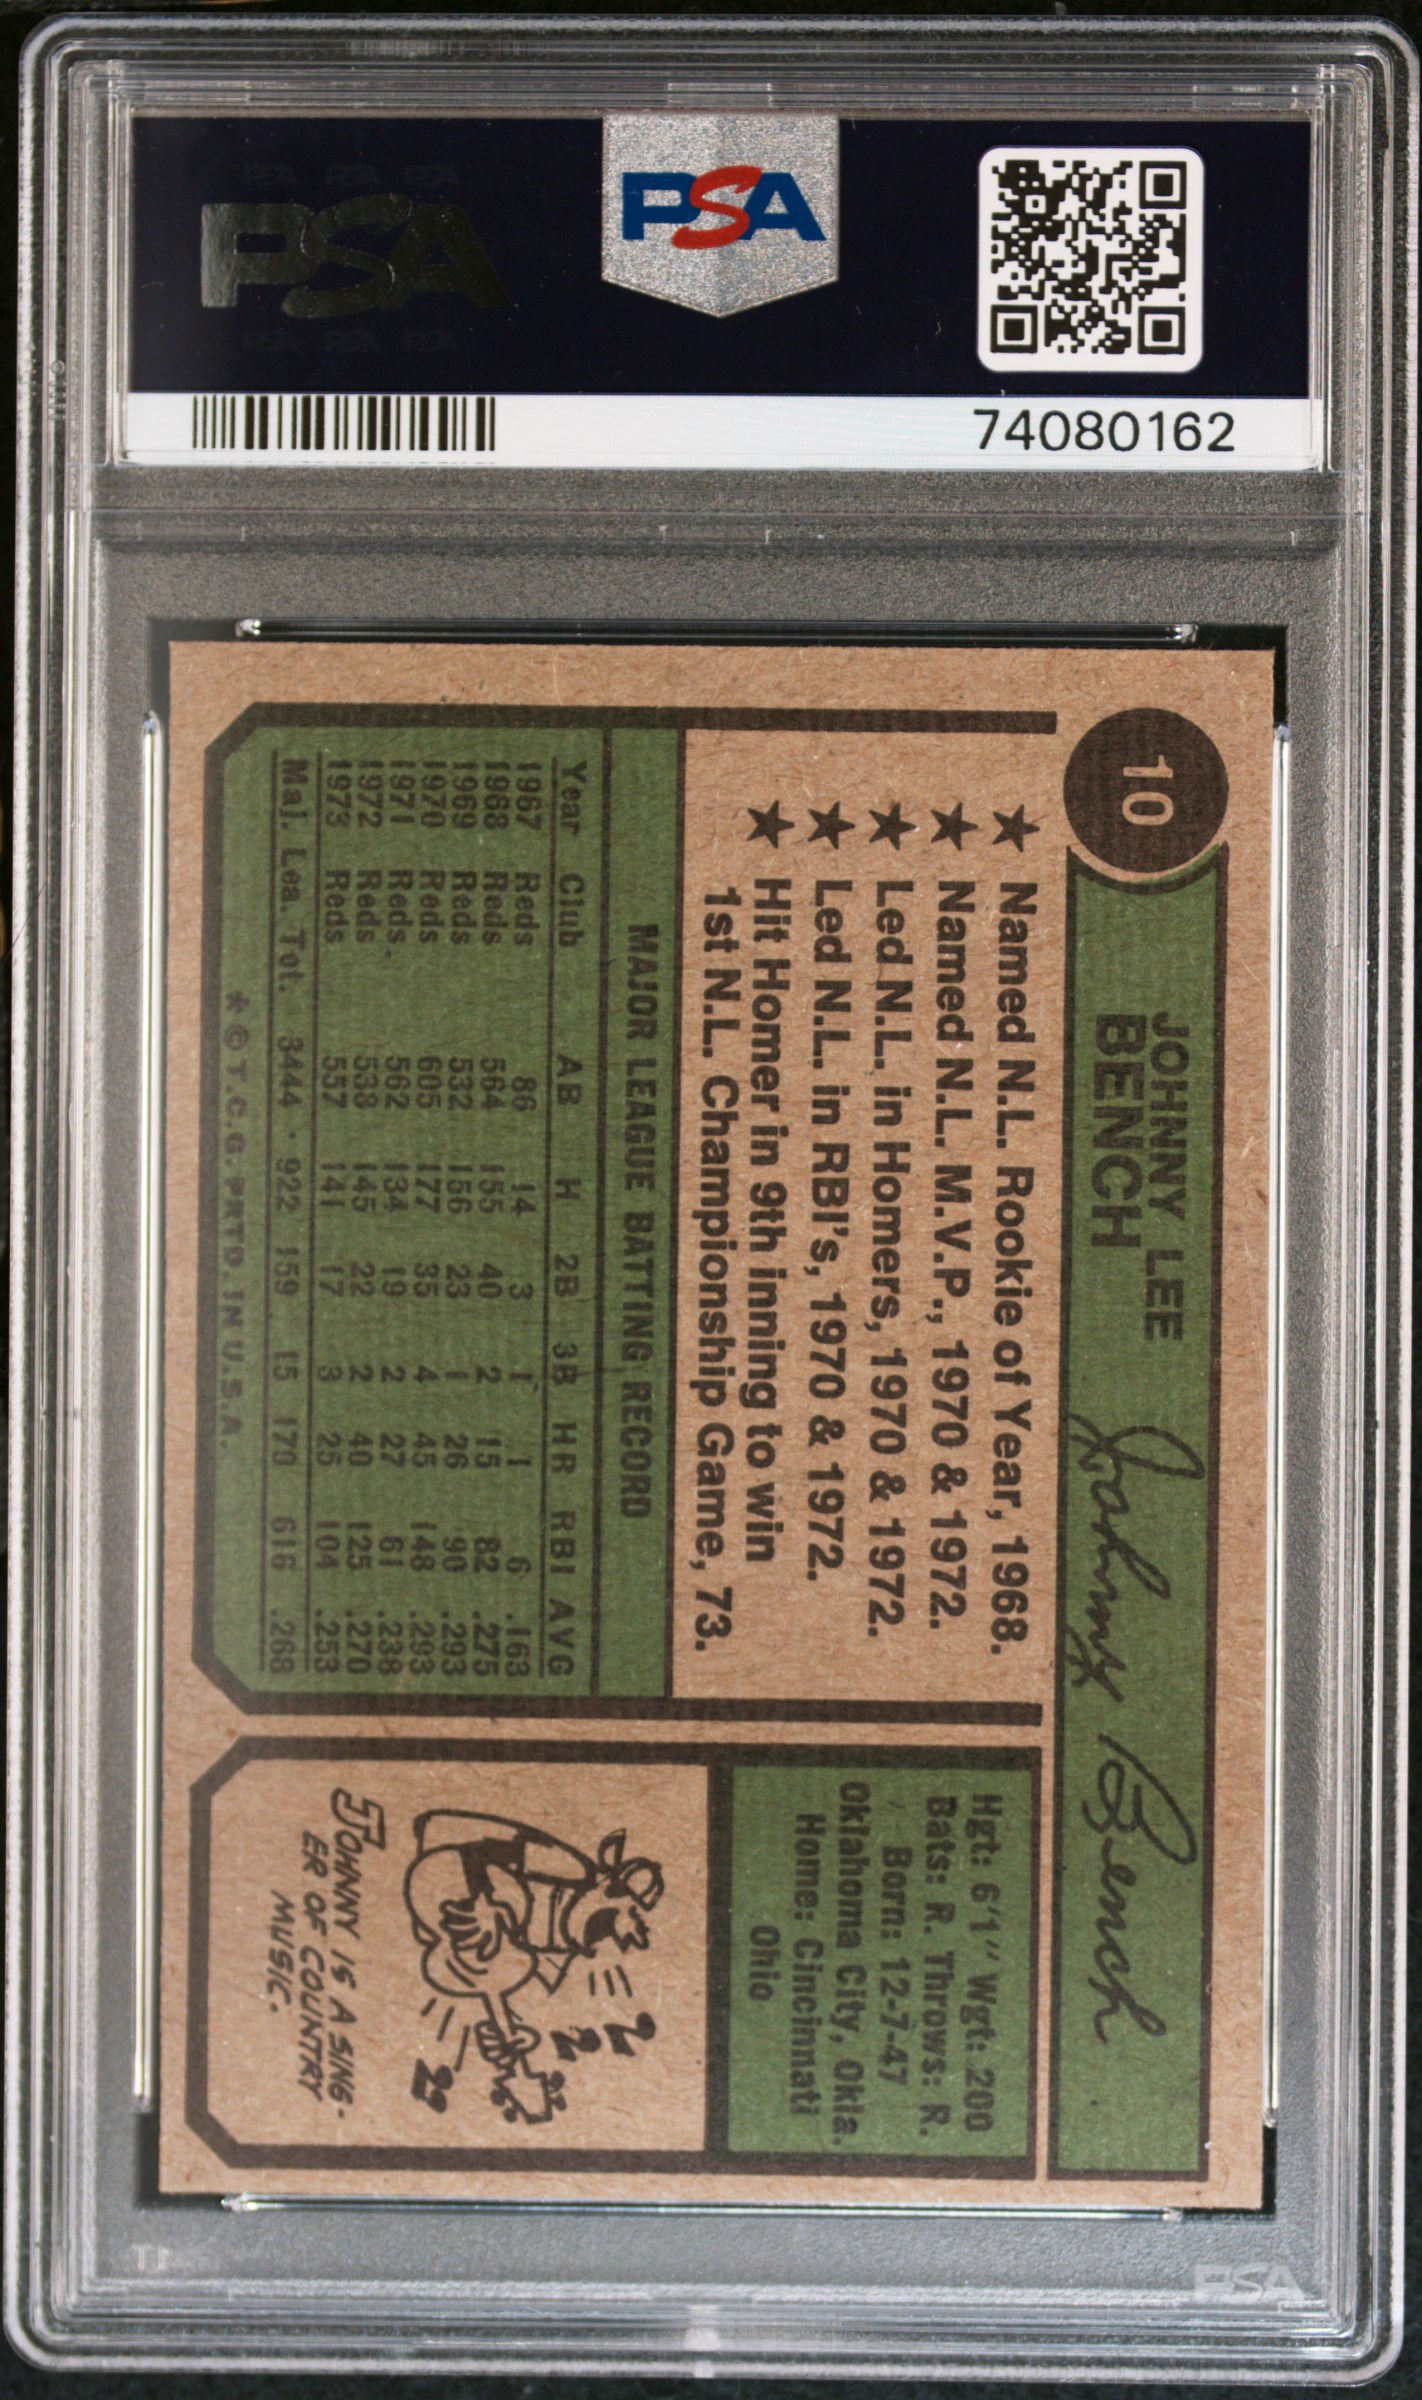 PSA PSA PSA
PSA
PSA PSA PSA
PSA
74080162
10
JOHNNY LEE
BENCH
Johnny Bench
★ Named N.L. Rookie of Year, 1968.
★ Named N.L. M.V.P., 1970 & 1972.
★ Led N.L. in Homers, 1970 & 1972.
★ Led N.L. in RBI's, 1970 & 1972.
★ Hit Homer in 9th inning to win
1st N.L. Championship Game, 73.
MAJOR LEAGUE BATTING RECORD
Year Club AB H 2B 3B HR RBI AVG
1967 Reds 86 14 3 1 1 6 .163
1968 Reds 564 155 40 2 15 82 .275
1969 Reds 532 156 23 1 26 90 .293
1970 Reds 605 177 35 4 45 148 .293
1971 Reds 562 134 19 2 27 61 .238
1972 Reds 538 145 22 2 40 125 .270
1973 Reds 557 141 17 3 25 104 .253
Maj. Lea. Tot. 3444 922 159 15 179 616 .268
*©T.C.G. PRTD. IN U.S.A.
Hgt: 6'1" Wgt: 200
Bats: R. Throws: R.
Born: 12-7-47
Oklahoma City, Okla.
Home: Cincinnati
Ohio
JOHNNY IS A SING-
ER OF COUNTRY
MUSIC.
PSA